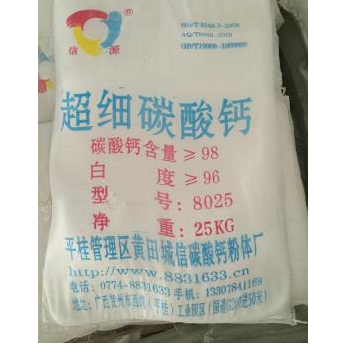 信 源
®
超细碳酸钙
碳酸钙含量≥98
白 度≥96
型 号:8025
净 重:25KG
平桂管理区黄田城信碳酸钙粉体厂
http://www.8831633.cn
电话:0774-8831633 手机:13307841169